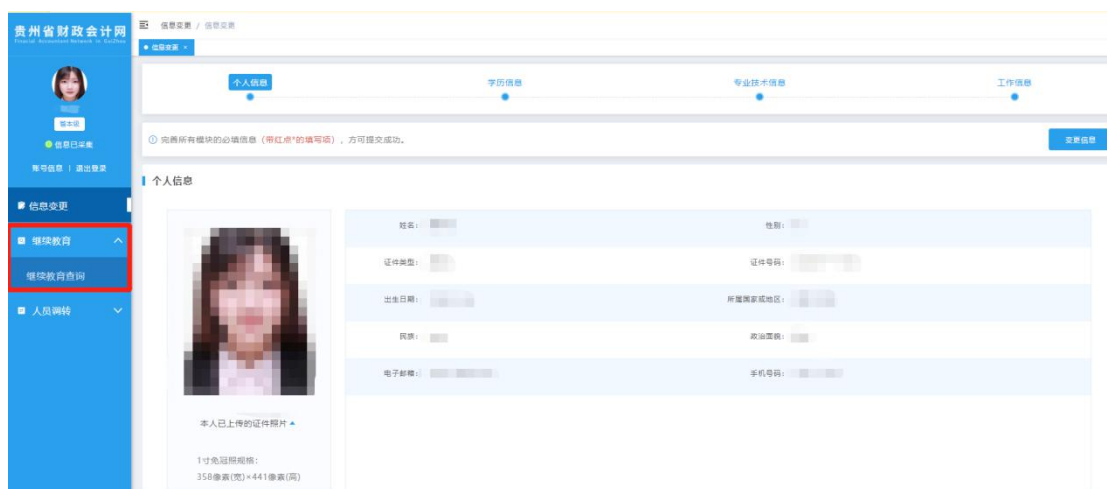 贵州省财政会计网
信息变更 / 信息变更
信息变更 ×
普本级
信息已采集
账号信息 | 退出登录
信息变更
继续教育
继续教育查询
人员调转
个人信息
学历信息
专业技术信息
工作信息
完善所有模块的必填信息（带红点*的填写项），方可提交成功。
变更信息
个人信息
姓名：
性别：
证件类型：
证件号码：
出生日期：
所属国家或地区：
民族：
政治面貌：
电子邮箱：
手机号码：
本人已上传的证件照片
1寸免冠照规格：
358像素(宽)×441像素(高)